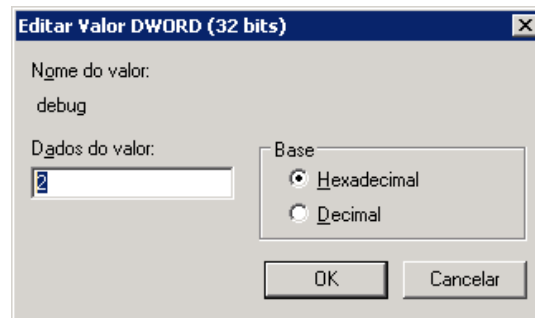 Editar Valor DWORD (32 bits)
Nome do valor:
debug
Dados do valor:
2
Base
Hexadecimal
Decimal
OK
Cancelar